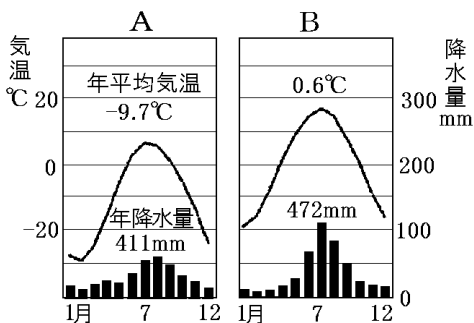 A
B
気温
℃
年平均気温
-9.7℃
0.6℃
降水量
mm
20
0
-20
300
200
100
0
年降水量
411mm
472mm
1月
7
12
1月
7
12